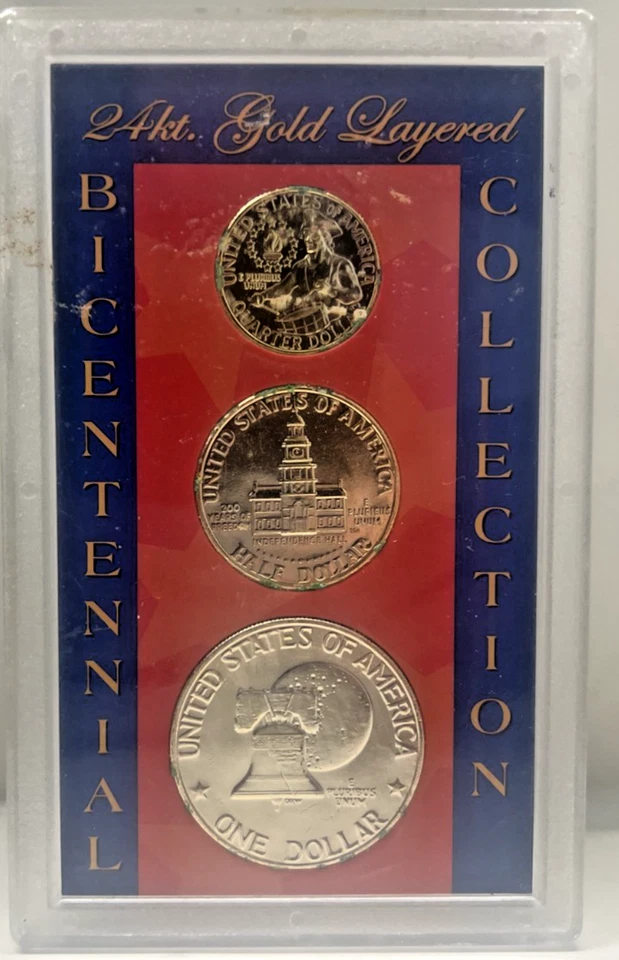 24kt. Gold Layered
BICENTENNIAL
COLLECTION
UNITED STATES OF AMERICA
E PLURIBUS
UNUM
QUARTER DOLLAR
UNITED STATES OF AMERICA
200
YEARS OF
FREEDOM
E
PLURIBUS
UNUM
INDEPENDENCE HALL
HALF DOLLAR
UNITED STATES OF AMERICA
E
PLURIBUS
UNUM
ONE DOLLAR